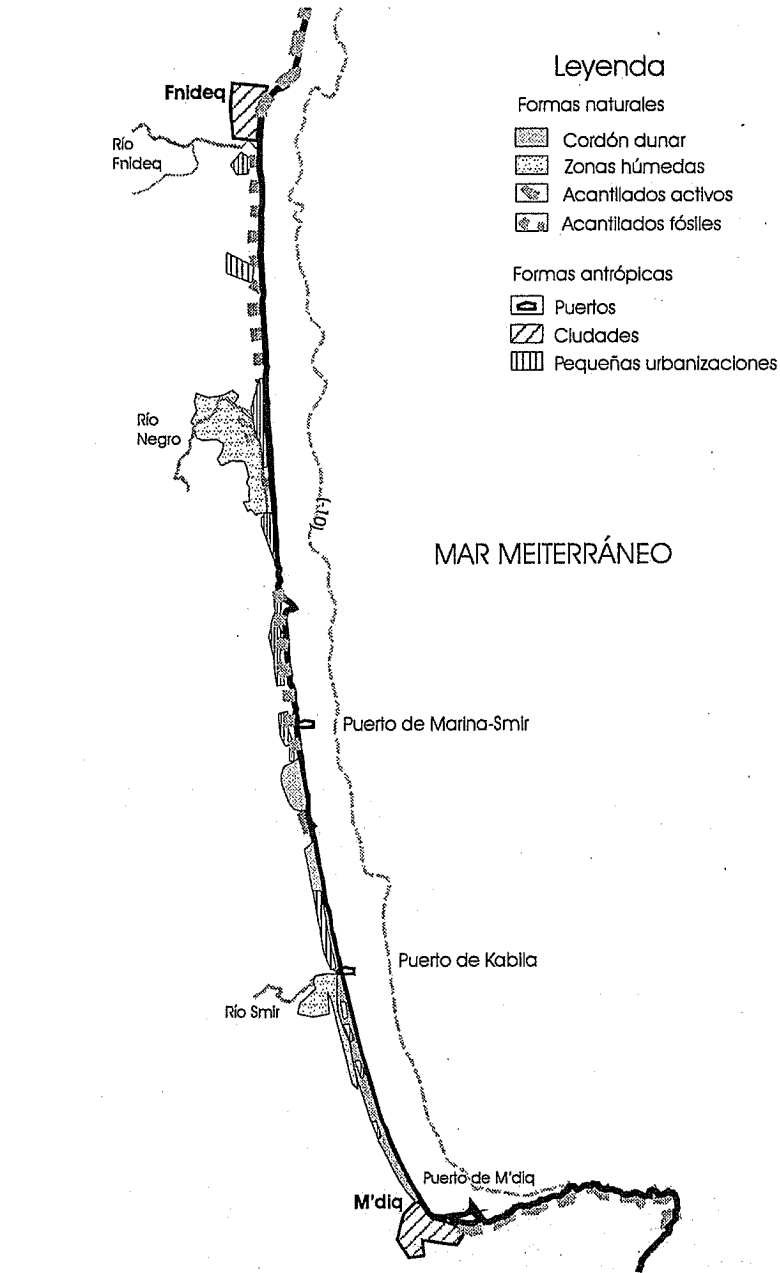 Leyenda
Formas naturales
Cordón dunar
Zonas húmedas
Acantilados activos
Acantilados fósiles
Formas antrópicas
Puertos
Ciudades
Pequeñas urbanizaciones
Fnideq
Río
Fnideq
Río
Negro
(-10)
MAR MEITERRÁNEO
Puerto de Marina-Smir
Puerto de Kabila
Río Smir
Puerto de M'diq
M'diq